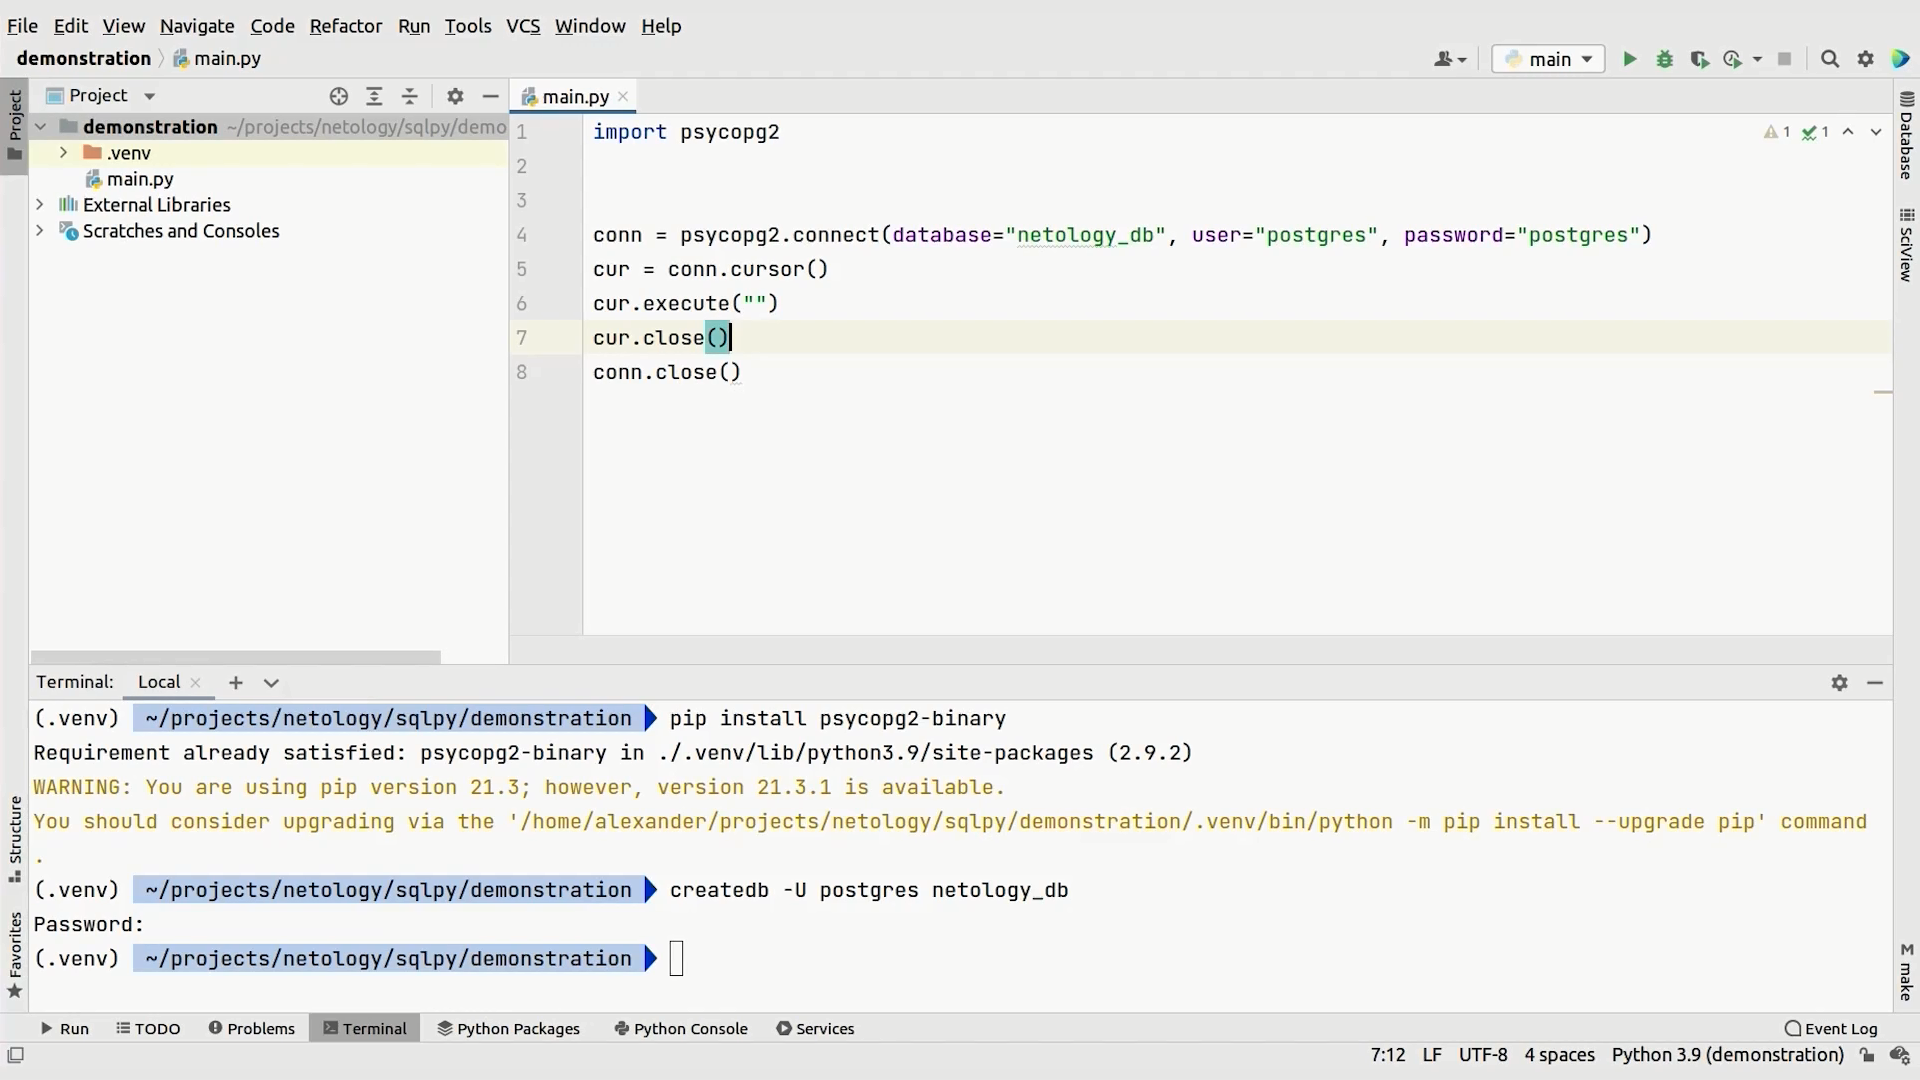 File Edit View Navigate Code Refactor Run Tools VCS Window Help
demonstration main.py
main
Project
main.py
demonstration ~/projects/netology/sqlpy/demo
.venv
main.py
External Libraries
Scratches and Consoles
1 import psycopg2
2
3
4 conn = psycopg2.connect(database="netology_db", user="postgres", password="postgres")
5 cur = conn.cursor()
6 cur.execute("")
7 cur.close()
8 conn.close()
1 1
Project
Structure
Favorites
Database
SciView
make
Terminal: Local
(.venv) ~/projects/netology/sqlpy/demonstration pip install psycopg2-binary
Requirement already satisfied: psycopg2-binary in ./.venv/lib/python3.9/site-packages (2.9.2)
WARNING: You are using pip version 21.3; however, version 21.3.1 is available.
You should consider upgrading via the '/home/alexander/projects/netology/sqlpy/demonstration/.venv/bin/python -m pip install --upgrade pip' command
.
(.venv) ~/projects/netology/sqlpy/demonstration createdb -U postgres netology_db
Password:
(.venv) ~/projects/netology/sqlpy/demonstration
Run TODO Problems Terminal Python Packages Python Console Services Event Log
7:12 LF UTF-8 4 spaces Python 3.9 (demonstration)